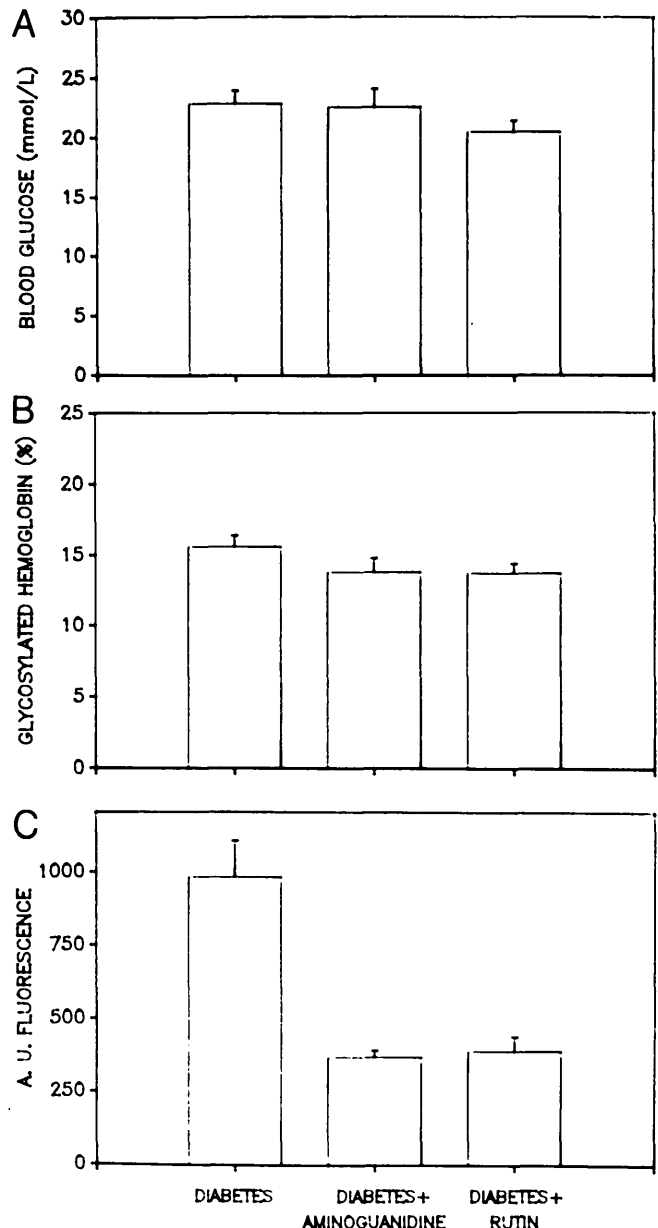 A
BLOOD GLUCOSE (mmol/L)
30
25
20
15
10
5
0
B
GLYCOSYLATED HEMOGLOBIN (%)
25
20
15
10
5
0
C
A. U. FLUORESCENCE
1000
750
500
250
0
DIABETES
DIABETES+
AMINOGUANIDINE
DIABETES+
RUTIN